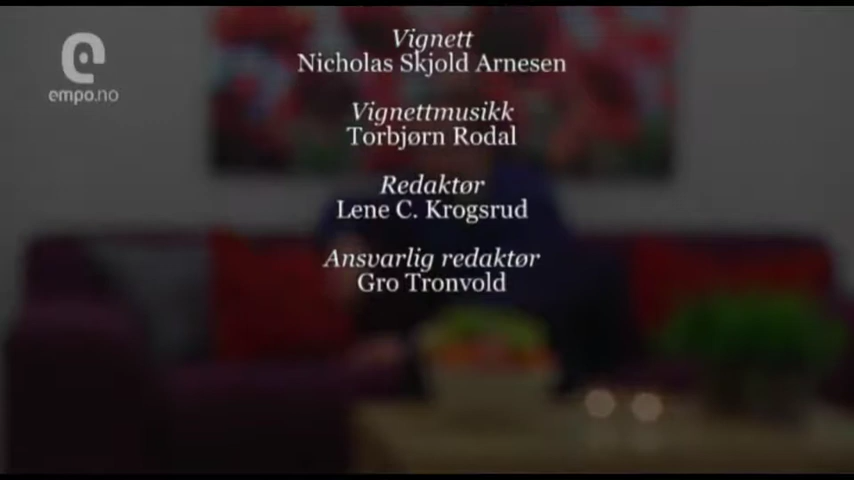 empo.no
Vignett
Nicholas Skjold Arnesen
Vignettmusikk
Torbjørn Rodal
Redaktør
Lene C. Krogsrud
Ansvarlig redaktør
Gro Tronvold